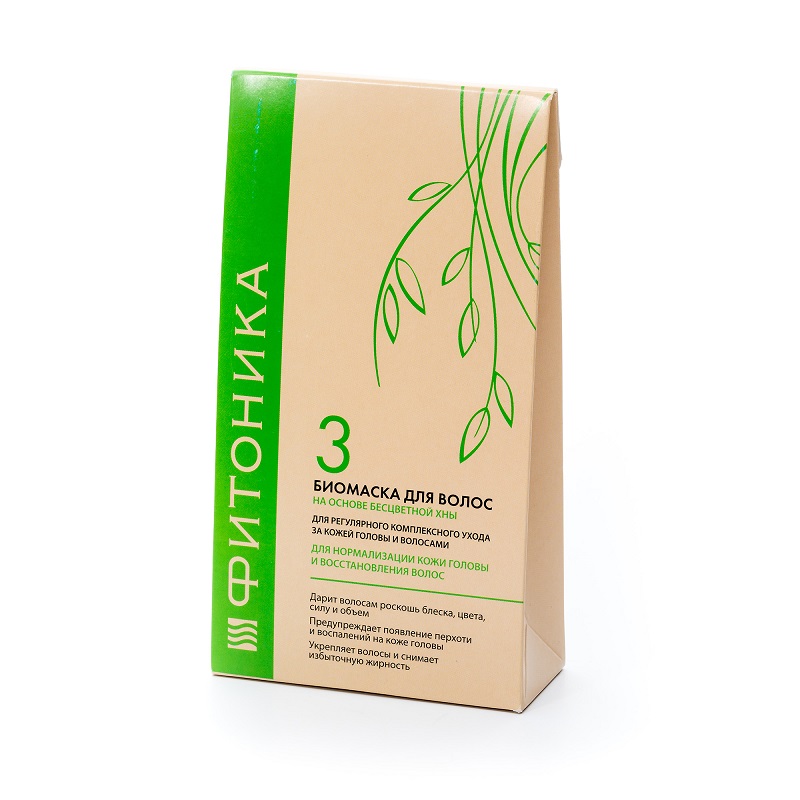 ФИТОНИКА
3
БИОМАСКА ДЛЯ ВОЛОС
НА ОСНОВЕ БЕСЦВЕТНОЙ ХНЫ
ДЛЯ РЕГУЛЯРНОГО КОМПЛЕКСНОГО УХОДА
ЗА КОЖЕЙ ГОЛОВЫ И ВОЛОСАМИ
ДЛЯ НОРМАЛИЗАЦИИ КОЖИ ГОЛОВЫ
И ВОССТАНОВЛЕНИЯ ВОЛОС
Дарит волосам роскошь блеска, цвета,
силу и объем
Предупреждает появление перхоти
и воспалений на коже головы
Укрепляет волосы и снимает
избыточную жирность